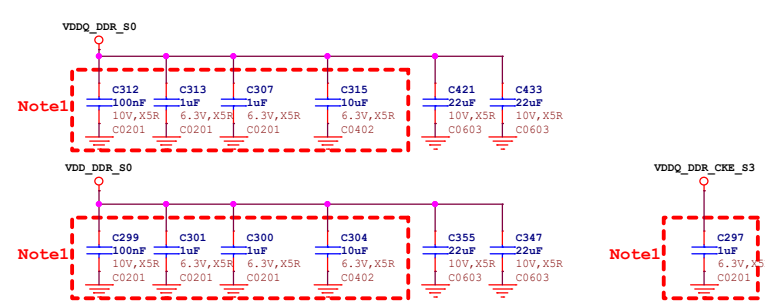 VDDQ_DDR_S0
C312 C313 C307 C315 C421 C433
100nF 1uF 1uF 10uF 22uF 22uF
Note1
10V,X5R 6.3V,X5R 6.3V,X5R 6.3V,X5R 10V,X5R 10V,X5R
C0201 C0201 C0201 C0402 C0603 C0603
VDD_DDR_S0 VDDQ_DDR_CKE_S3
C299 C301 C300 C304 C355 C347 C297
100nF 1uF 1uF 10uF 22uF 22uF 1uF
Note1 Note1
10V,X5R 6.3V,X5R 6.3V,X5R 6.3V,X5R 10V,X5R 10V,X5R 6.3V,X5
C0201 C0201 C0201 C0402 C0603 C0603 C0201